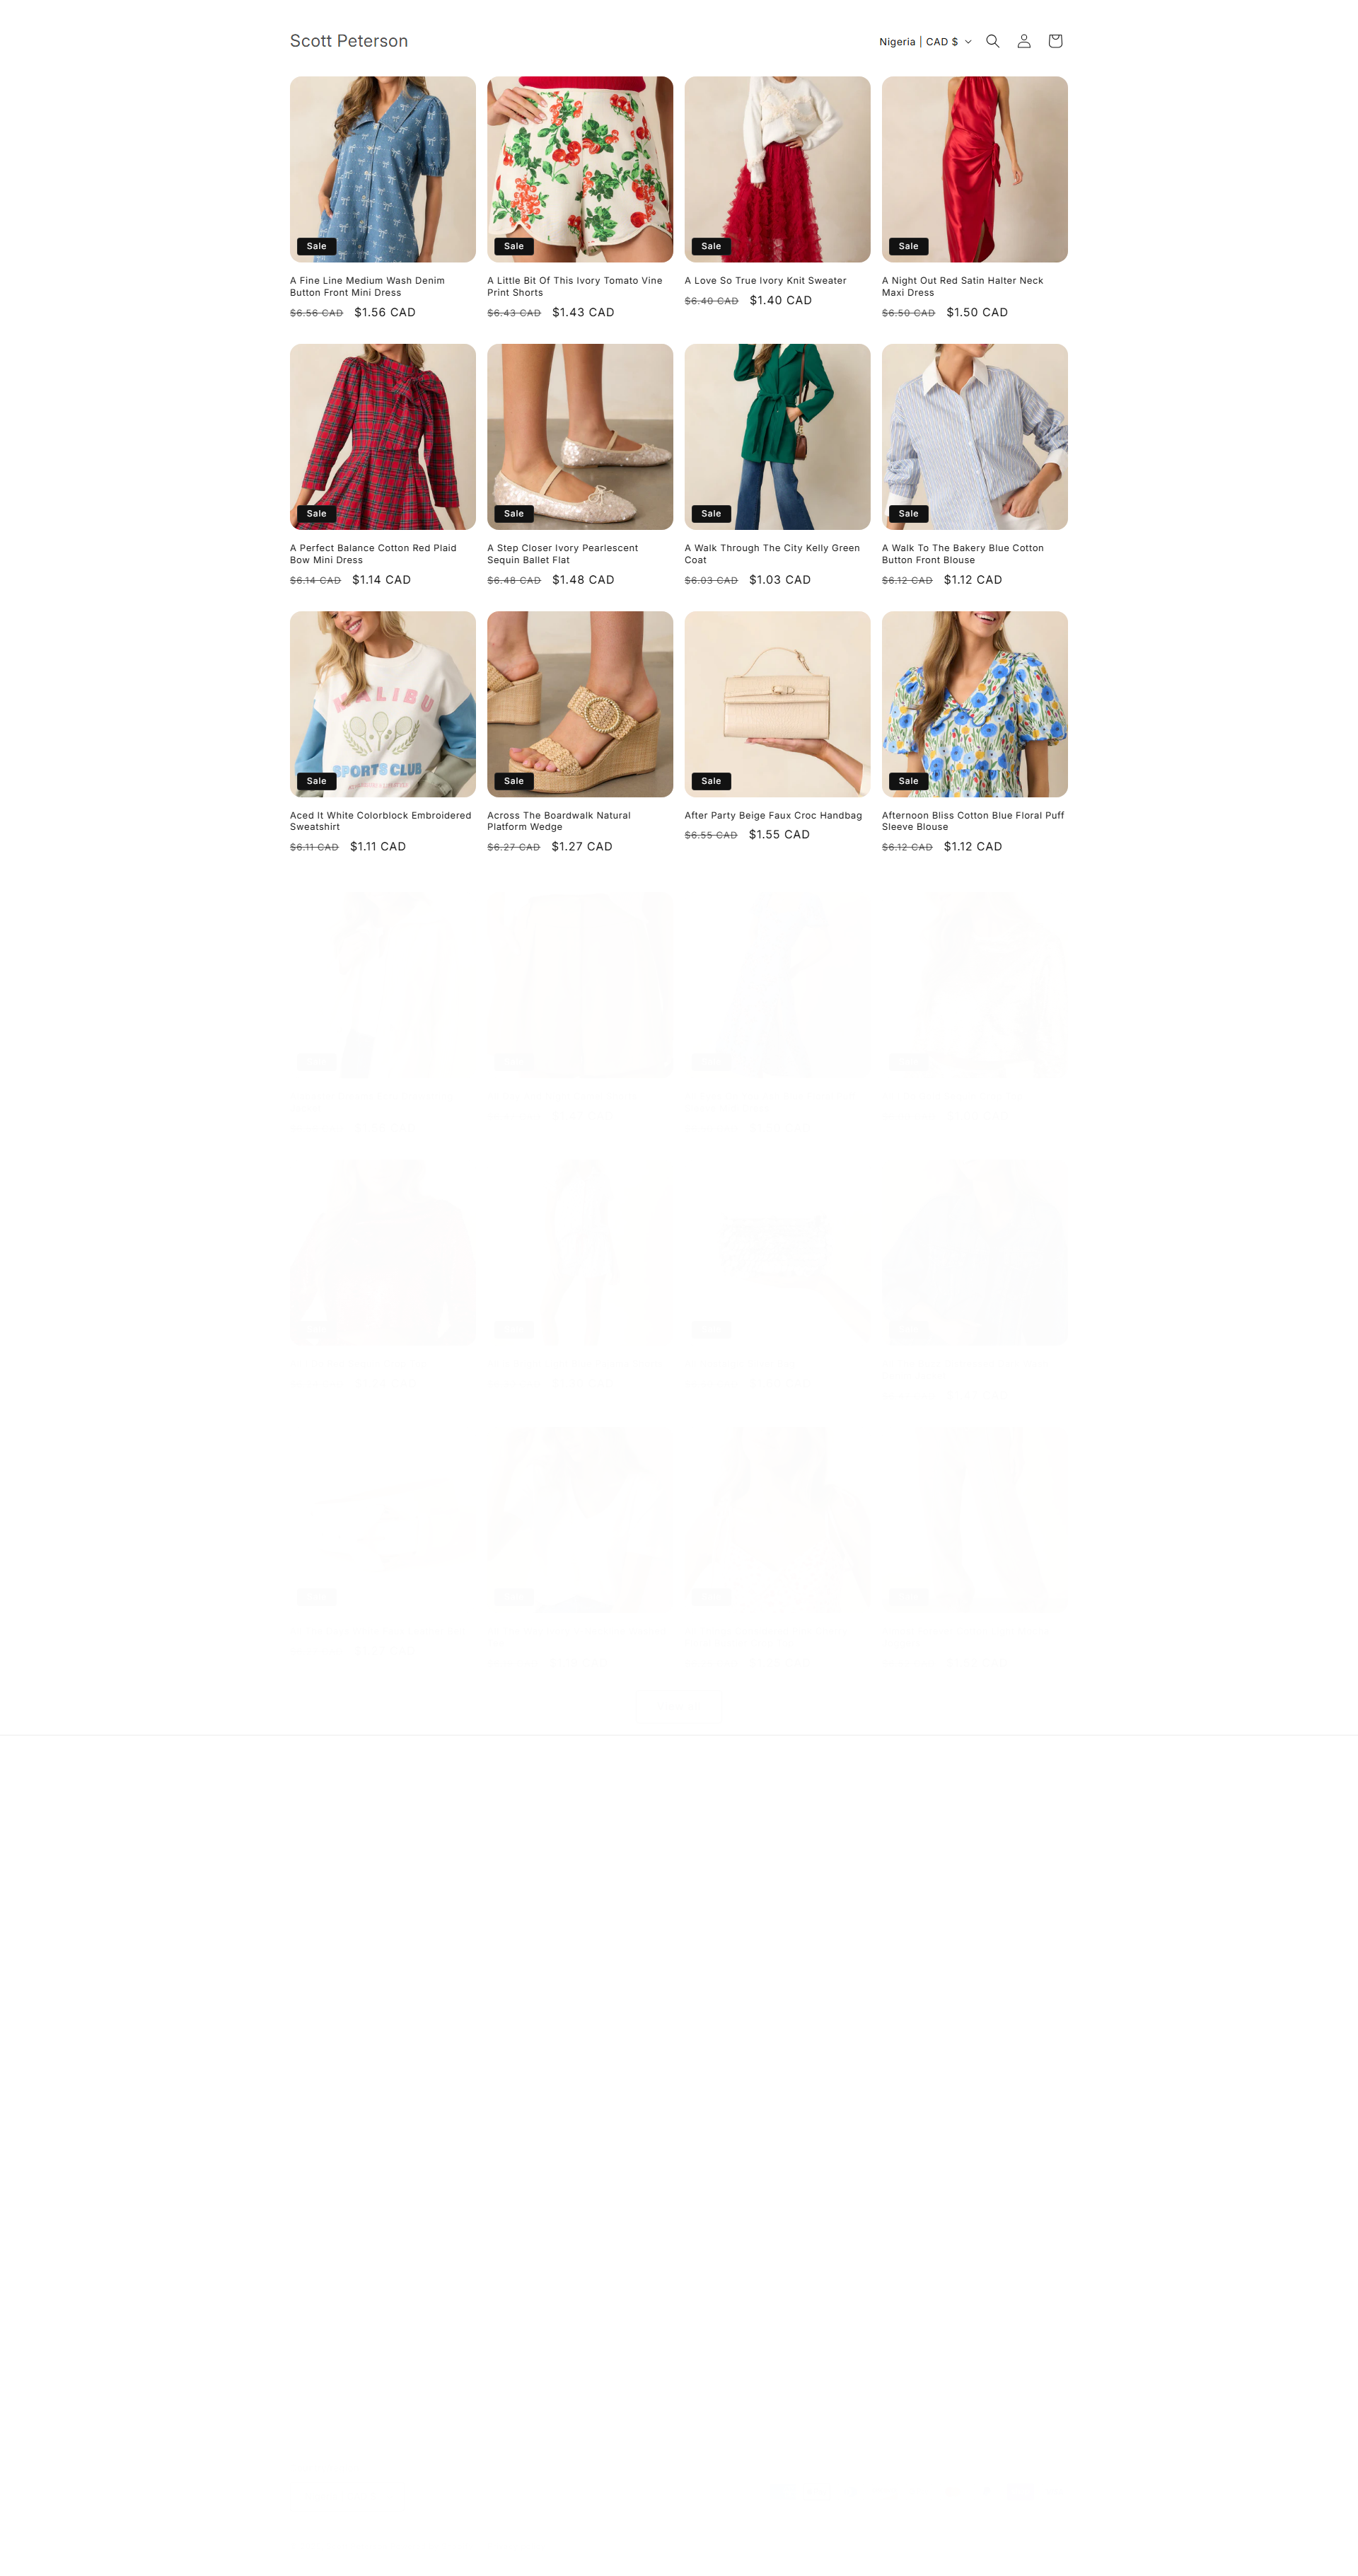 Scott Peterson
Nigeria | CAD $
Sale
Sale
Sale
Sale
A Fine Line Medium Wash Denim
Button Front Mini Dress
$6.56 CAD $1.56 CAD
A Little Bit Of This Ivory Tomato Vine
Print Shorts
$6.43 CAD $1.43 CAD
A Love So True Ivory Knit Sweater
$6.40 CAD $1.40 CAD
A Night Out Red Satin Halter Neck
Maxi Dress
$6.50 CAD $1.50 CAD
Sale
Sale
Sale
Sale
A Perfect Balance Cotton Red Plaid
Bow Mini Dress
$6.14 CAD $1.14 CAD
A Step Closer Ivory Pearlescent
Sequin Ballet Flat
$6.48 CAD $1.48 CAD
A Walk Through The City Kelly Green
Coat
$6.03 CAD $1.03 CAD
A Walk To The Bakery Blue Cotton
Button Front Blouse
$6.12 CAD $1.12 CAD
MALIBU
SPORTS CLUB
Sale
Sale
Sale
Sale
Aced It White Colorblock Embroidered
Sweatshirt
$6.11 CAD $1.11 CAD
Across The Boardwalk Natural
Platform Wedge
$6.27 CAD $1.27 CAD
After Party Beige Faux Croc Handbag
$6.55 CAD $1.55 CAD
Afternoon Bliss Cotton Blue Floral Puff
Sleeve Blouse
$6.12 CAD $1.12 CAD